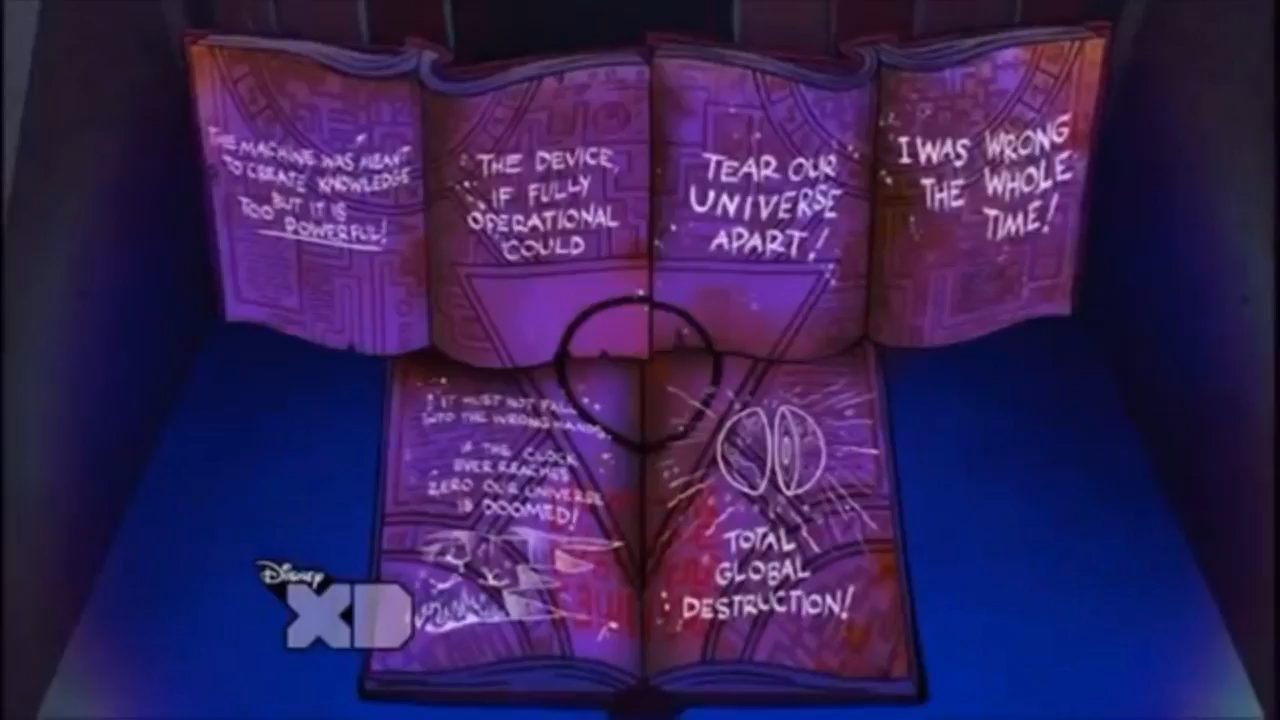 THE MACHINE WAS MEANT
TO CREATE KNOWLEDGE
BUT IT IS
TOO POWERFUL!
THE DEVICE,
IF FULLY
OPERATIONAL
COULD
TEAR OUR
UNIVERSE
APART!
I WAS WRONG
THE WHOLE
TIME!
IT MUST NOT FALL
INTO THE WRONG HANDS
IF THE CLOCK
EVER REACHES
ZERO OUR UNIVERSE
IS DOOMED!
TOTAL
GLOBAL
DESTRUCTION!
Disney
XD